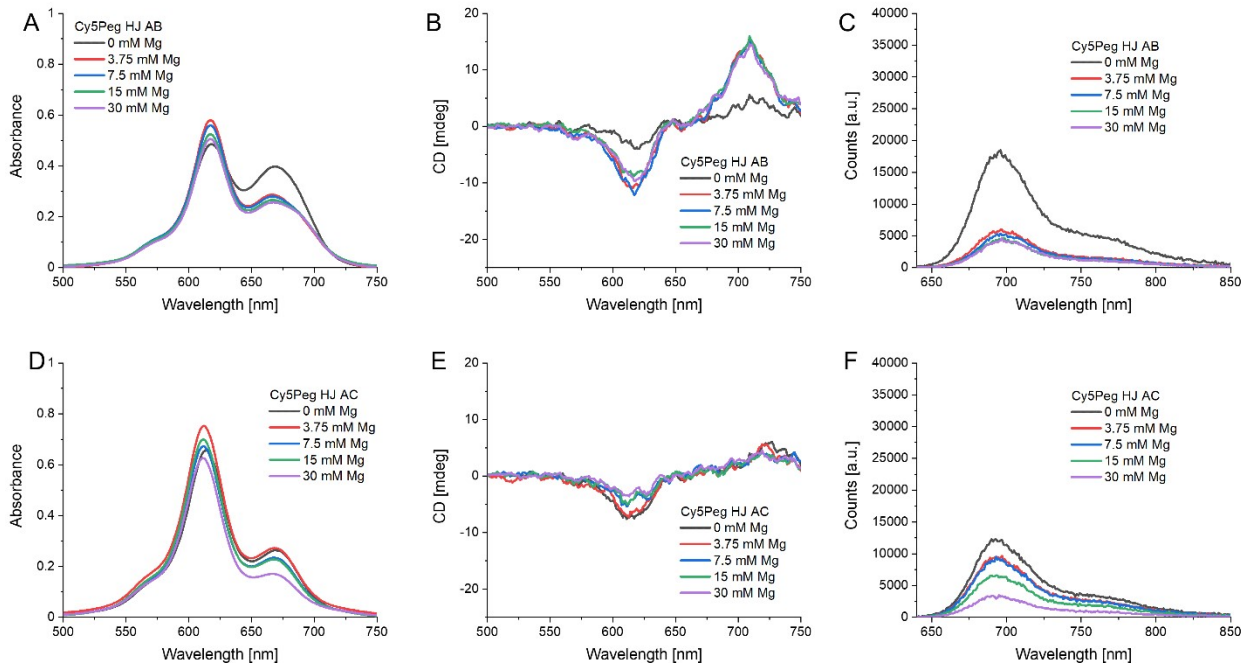 A
Cy5Peg HJ AB
0 mM Mg
3.75 mM Mg
7.5 mM Mg
15 mM Mg
30 mM Mg
Absorbance
1
0.8
0.6
0.4
0.2
0
500 550 600 650 700 750
Wavelength [nm]
B
CD [mdeg]
20
10
0
-10
-20
Cy5Peg HJ AB
0 mM Mg
3.75 mM Mg
7.5 mM Mg
15 mM Mg
30 mM Mg
500 550 600 650 700 750
Wavelength [nm]
C
Counts [a.u.]
40000
35000
30000
25000
20000
15000
10000
5000
0
Cy5Peg HJ AB
0 mM Mg
3.75 mM Mg
7.5 mM Mg
15 mM Mg
30 mM Mg
650 700 750 800 850
Wavelength [nm]
D
Absorbance
1
0.8
0.6
0.4
0.2
0
Cy5Peg HJ AC
0 mM Mg
3.75 mM Mg
7.5 mM Mg
15 mM Mg
30 mM Mg
500 550 600 650 700 750
Wavelength [nm]
E
CD [mdeg]
20
10
0
-10
-20
Cy5Peg HJ AC
0 mM Mg
3.75 mM Mg
7.5 mM Mg
15 mM Mg
30 mM Mg
500 550 600 650 700 750
Wavelength [nm]
F
Counts [a.u.]
40000
35000
30000
25000
20000
15000
10000
5000
0
Cy5Peg HJ AC
0 mM Mg
3.75 mM Mg
7.5 mM Mg
15 mM Mg
30 mM Mg
650 700 750 800 850
Wavelength [nm]